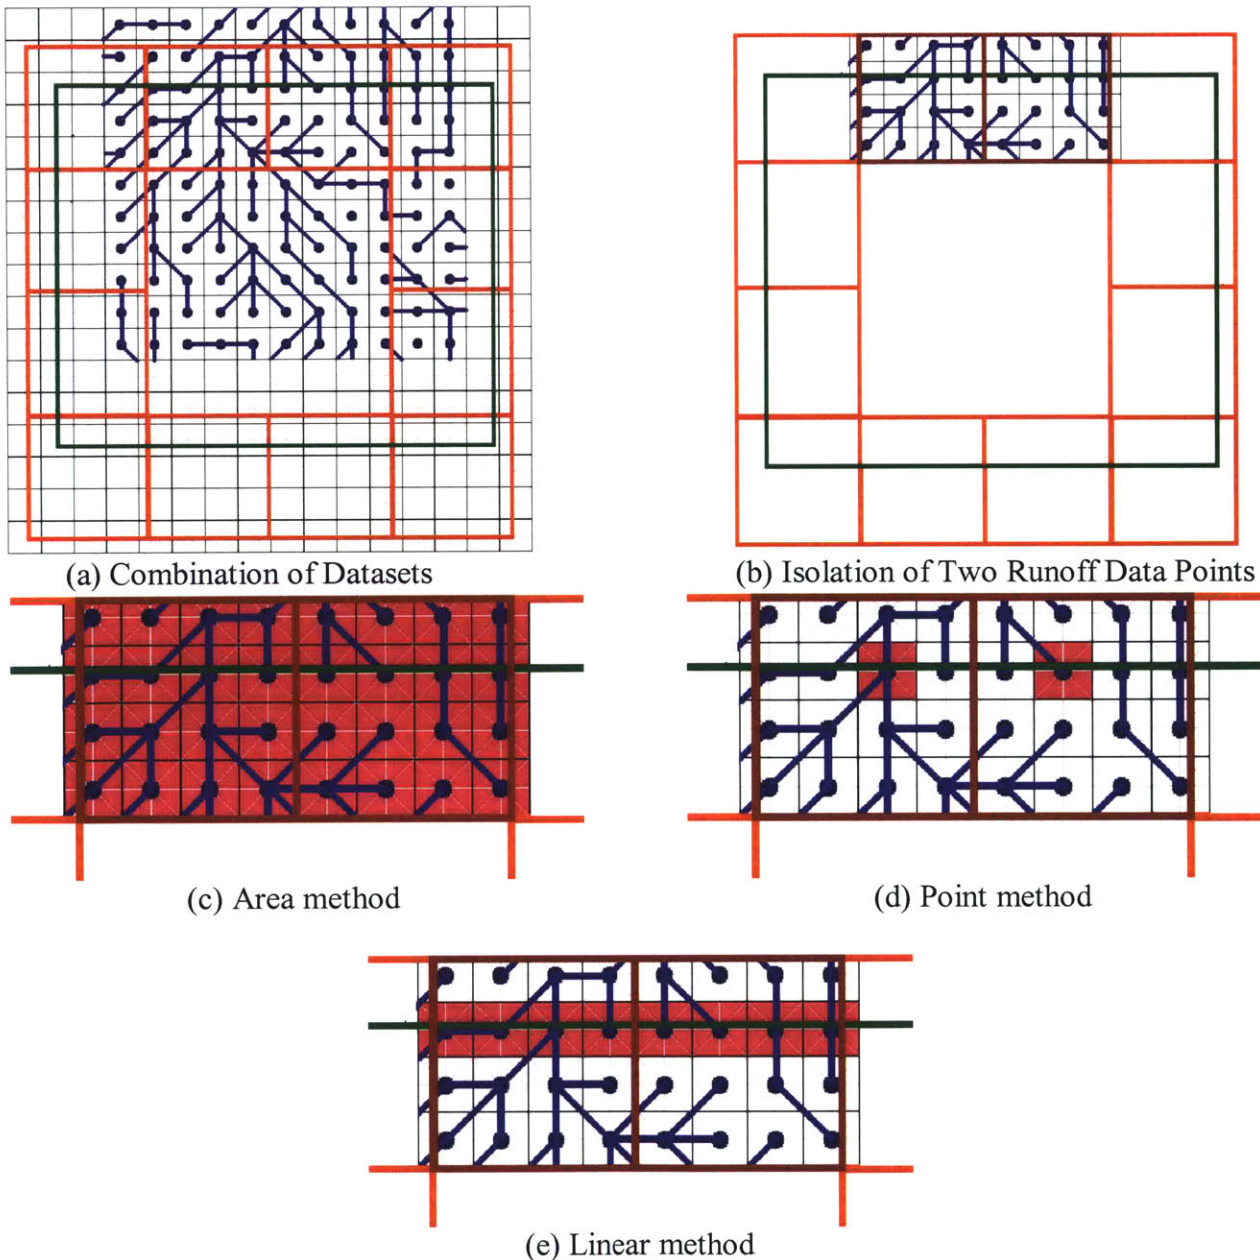 (a) Combination of Datasets
(b) Isolation of Two Runoff Data Points
(c) Area method
(d) Point method
(e) Linear method